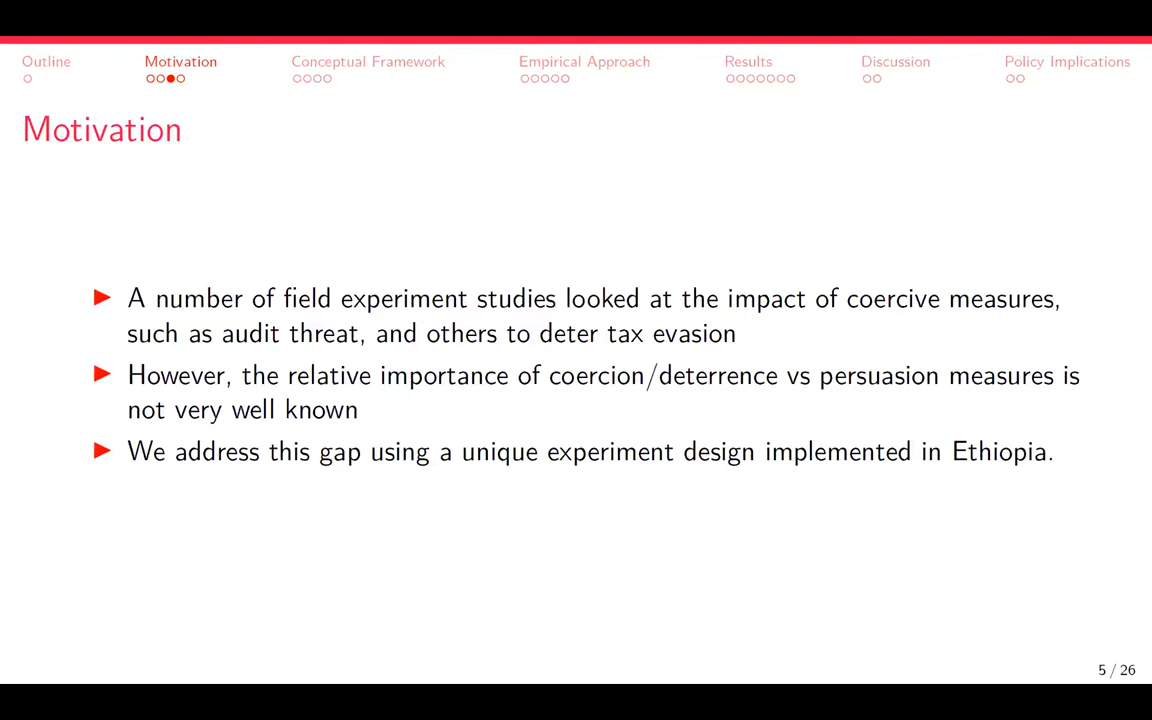 Outline Motivation Conceptual Framework Empirical Approach Results Discussion Policy Implications
Motivation
A number of field experiment studies looked at the impact of coercive measures,
such as audit threat, and others to deter tax evasion
However, the relative importance of coercion/deterrence vs persuasion measures is
not very well known
We address this gap using a unique experiment design implemented in Ethiopia.
5 / 26